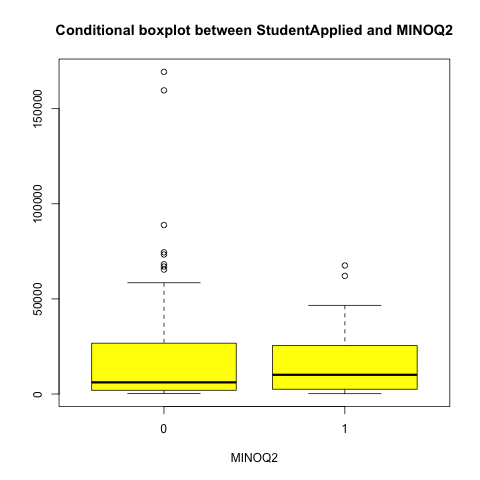 Conditional boxplot between StudentApplied and MINOQ2
150000
100000
50000
0
0 1
MINOQ2